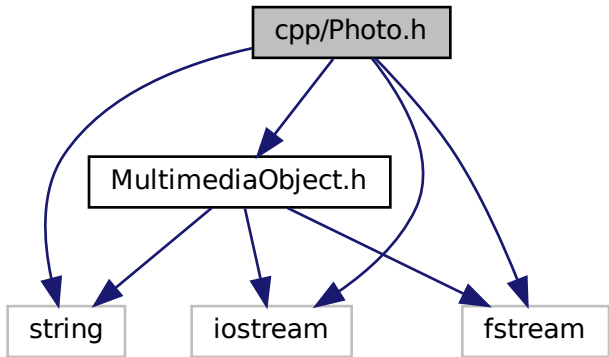 cpp/Photo.h
MultimediaObject.h
string
iostream
fstream